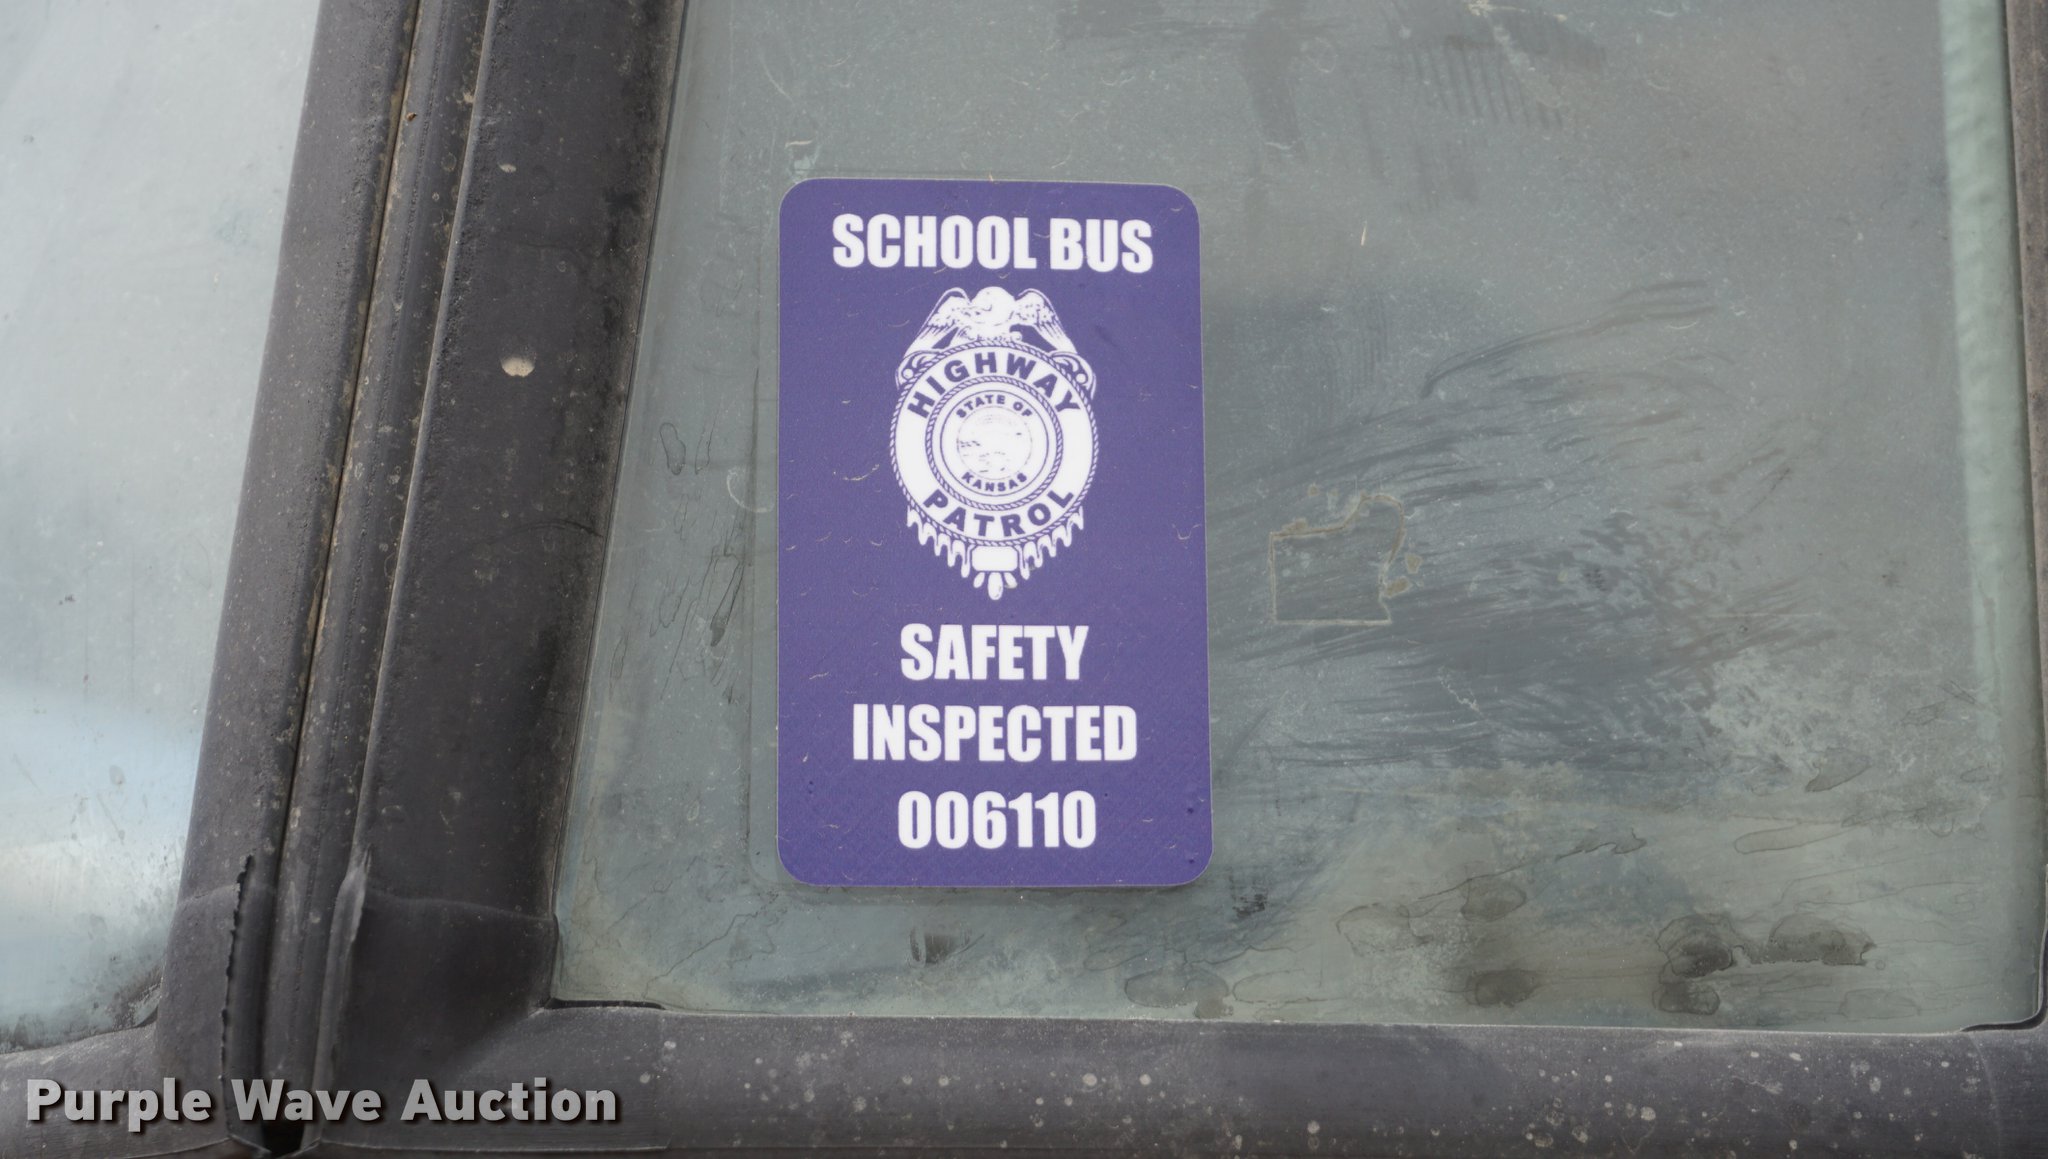 SCHOOL BUS
HIGHWAY
STATE OF
KANSAS
PATROL
SAFETY
INSPECTED
006110
Purple Wave Auction